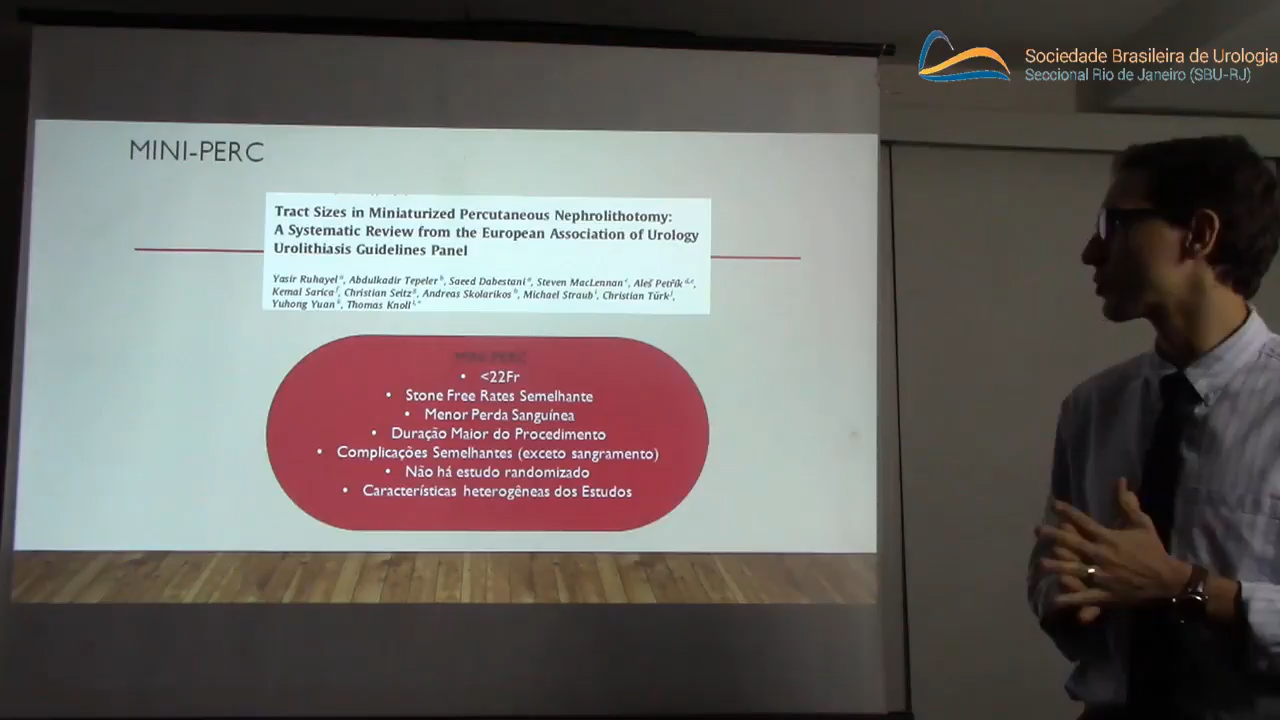 Sociedade Brasileira de Urologia
Seccional Rio de Janeiro (SBU-RJ)
MINI-PERC
Tract Sizes in Miniaturized Percutaneous Nephrolithotomy:
A Systematic Review from the European Association of Urology
Urolithiasis Guidelines Panel
Yasir Ruhayel a, Abdulkadir Tepeler b, Saeed Dabestani a, Steven MacLennan c, Aleš Petřík d,e,
Kemal Sarica f, Christian Seitz g, Andreas Skolarikos h, Michael Straub i, Christian Türk j,
Yuhong Yuan k, Thomas Knoll l,*
MINI-PERC
• <22Fr
• Stone Free Rates Semelhante
• Menor Perda Sanguínea
• Duração Maior do Procedimento
• Complicações Semelhantes (exceto sangramento)
• Não há estudo randomizado
• Características heterogêneas dos Estudos